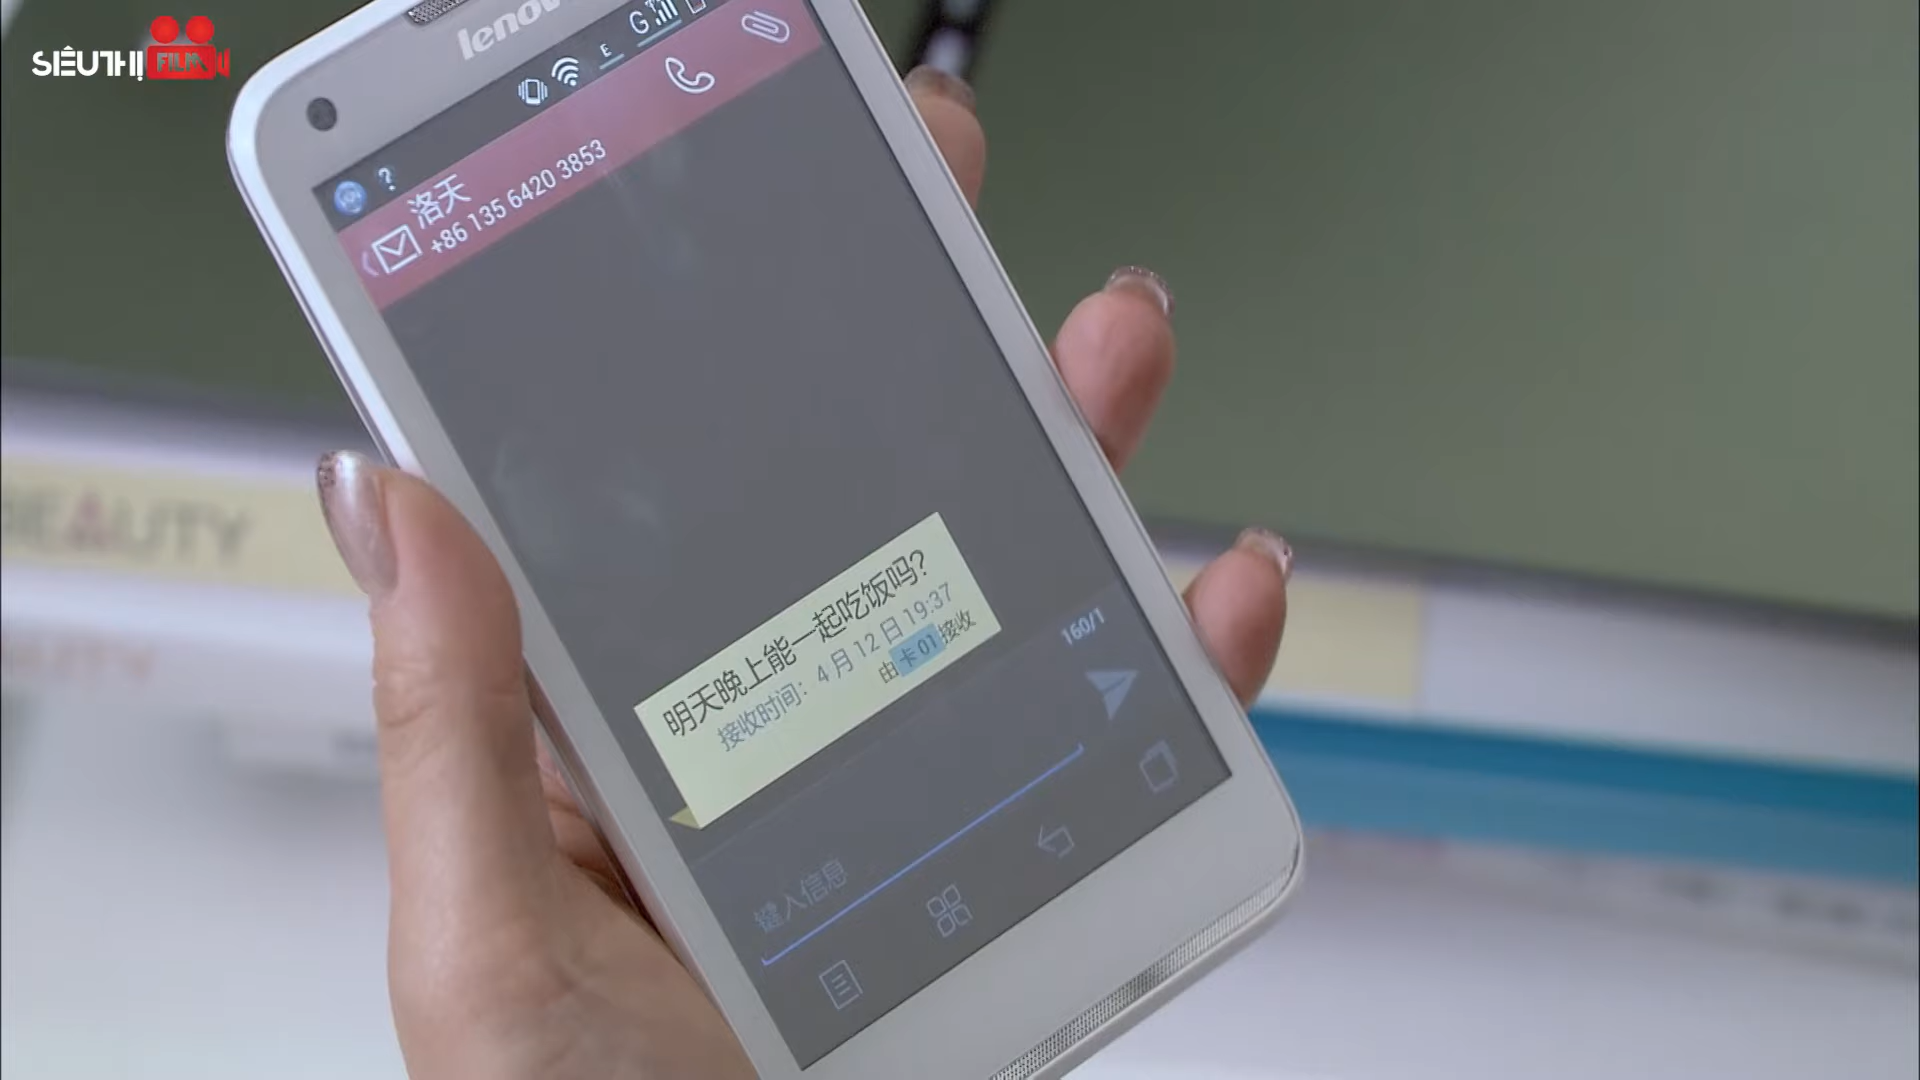 SIÊUTHỊ FILM
lenovo
G
E
?
洛天
+86 135 6420 3853
明天晚上能一起吃饭吗?
接收时间: 4月12日 19:37
由卡01接收
160/1
键入信息
BEAUTY